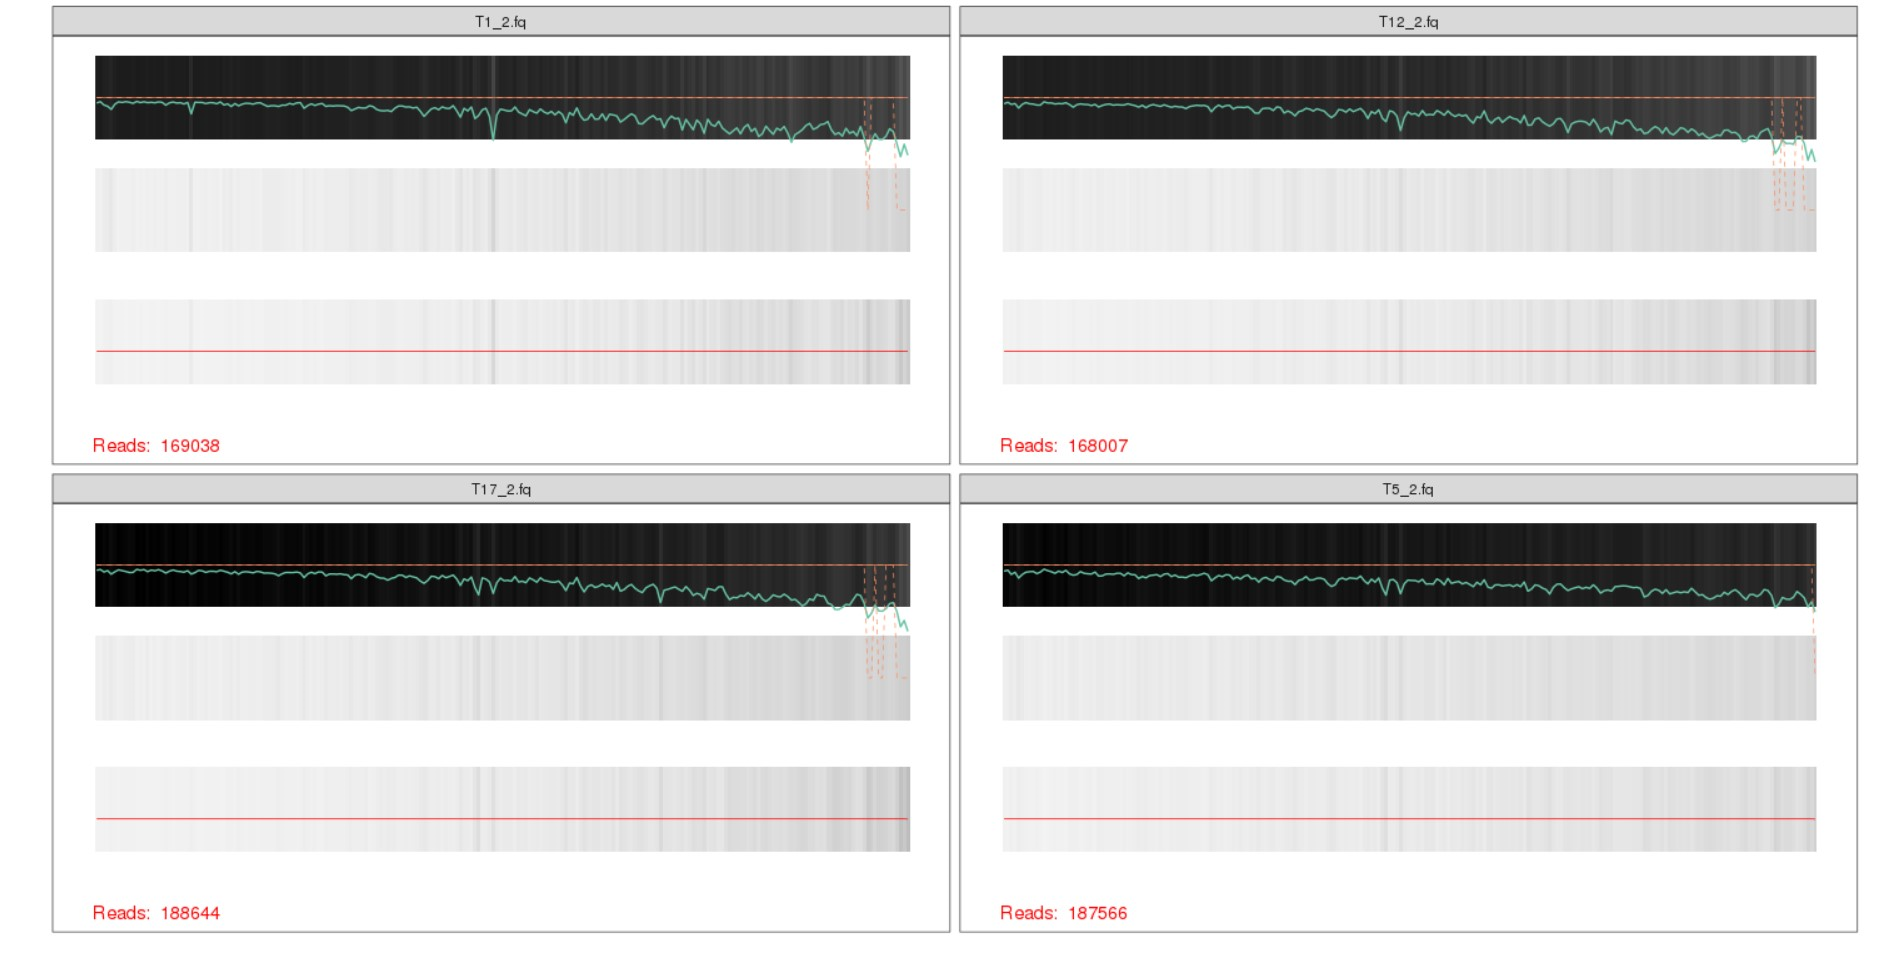 T1_2.fq
T12_2.fq
Reads: 169038
Reads: 168007
T17_2.fq
T5_2.fq
Reads: 188644
Reads: 187566